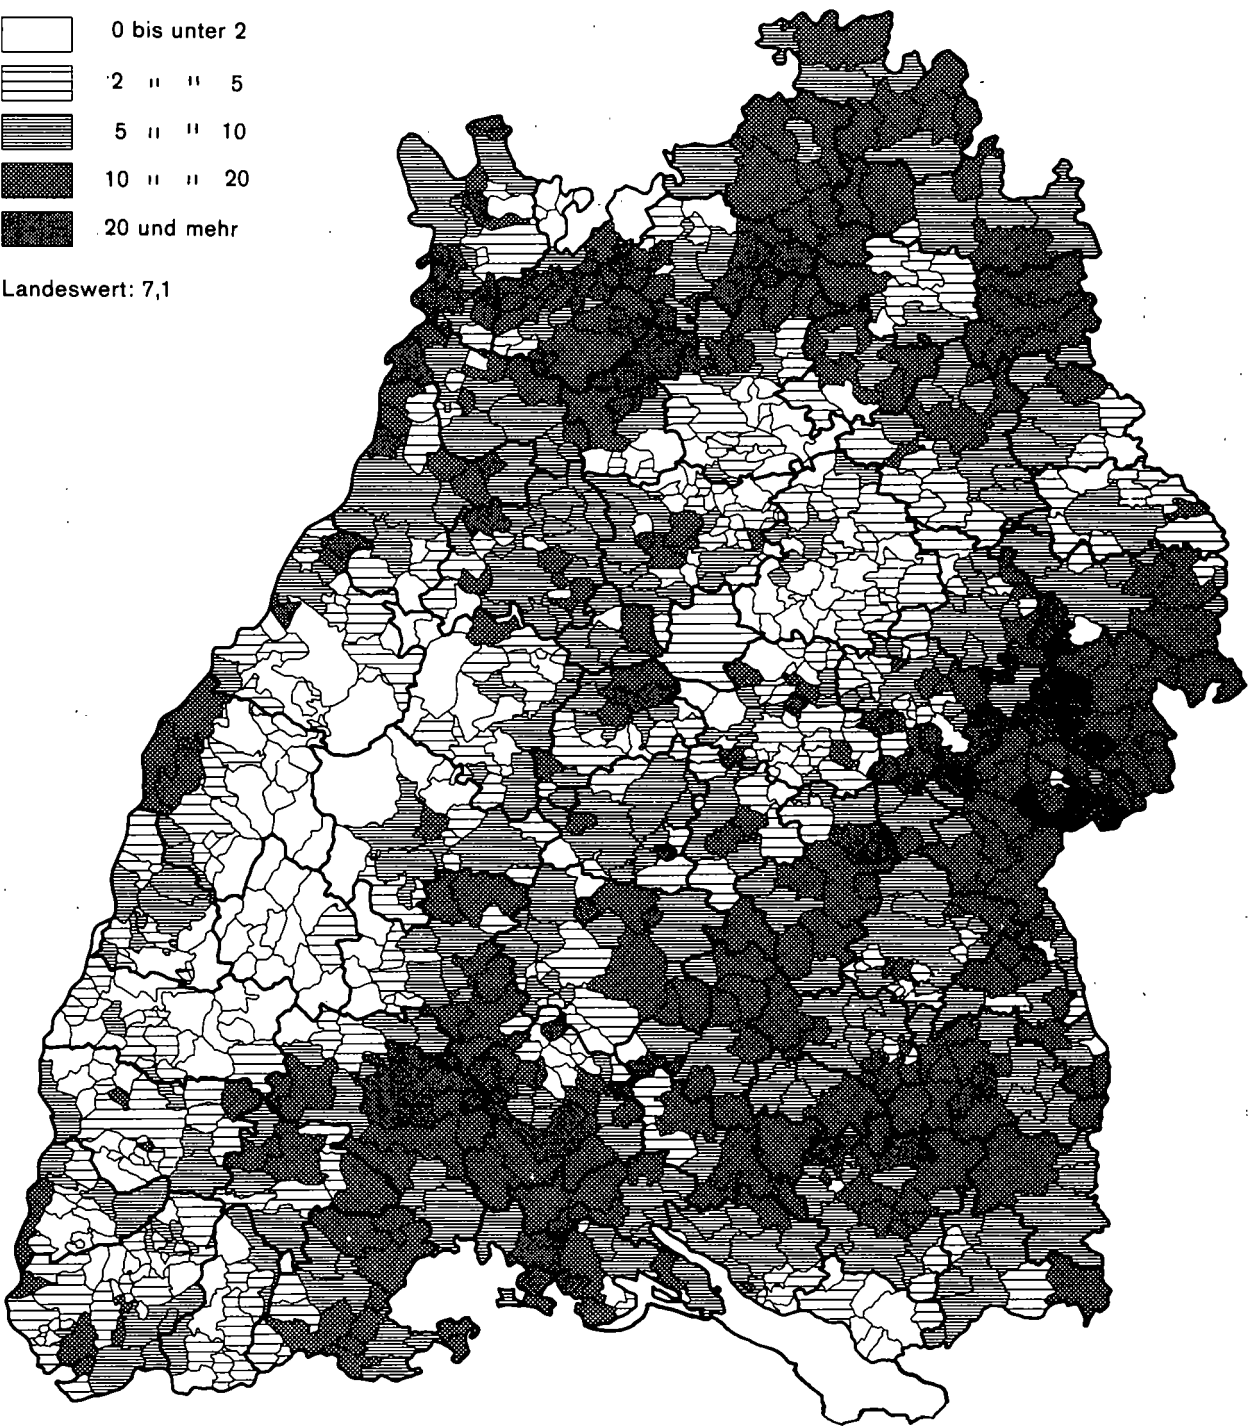 0 bis unter 2
2 " " 5
5 " " 10
10 " " 20
20 und mehr
Landeswert: 7,1